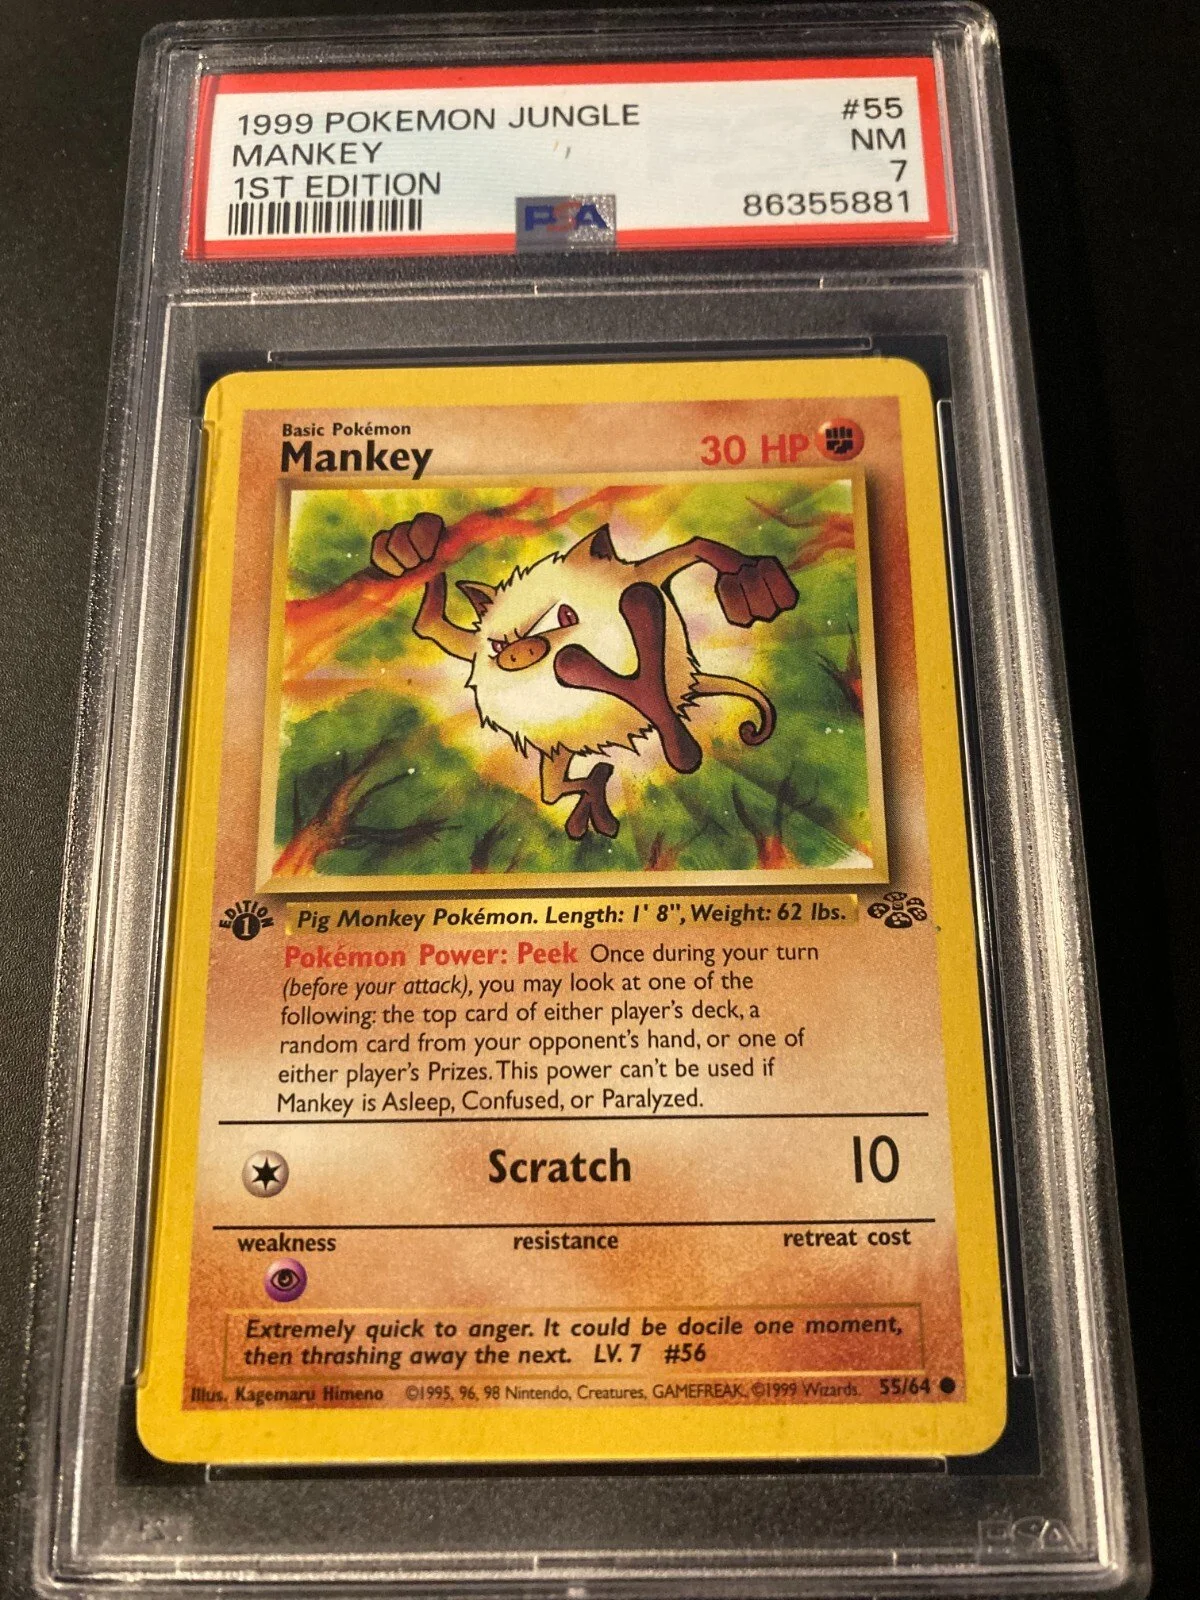 1999 POKEMON JUNGLE #55
MANKEY NM
1ST EDITION 7
PSA 86355881
Basic Pokémon
Mankey 30 HP
EDITION 1
Pig Monkey Pokémon. Length: 1' 8", Weight: 62 lbs.
Pokémon Power: Peek Once during your turn
(before your attack), you may look at one of the
following: the top card of either player's deck, a
random card from your opponent's hand, or one of
either player's Prizes. This power can't be used if
Mankey is Asleep, Confused, or Paralyzed.
Scratch 10
weakness resistance retreat cost
Extremely quick to anger. It could be docile one moment,
then thrashing away the next. LV. 7 #56
Illus. Kagemaru Himeno ©1995, 96, 98 Nintendo, Creatures, GAMEFREAK. ©1999 Wizards. 55/64
PSA